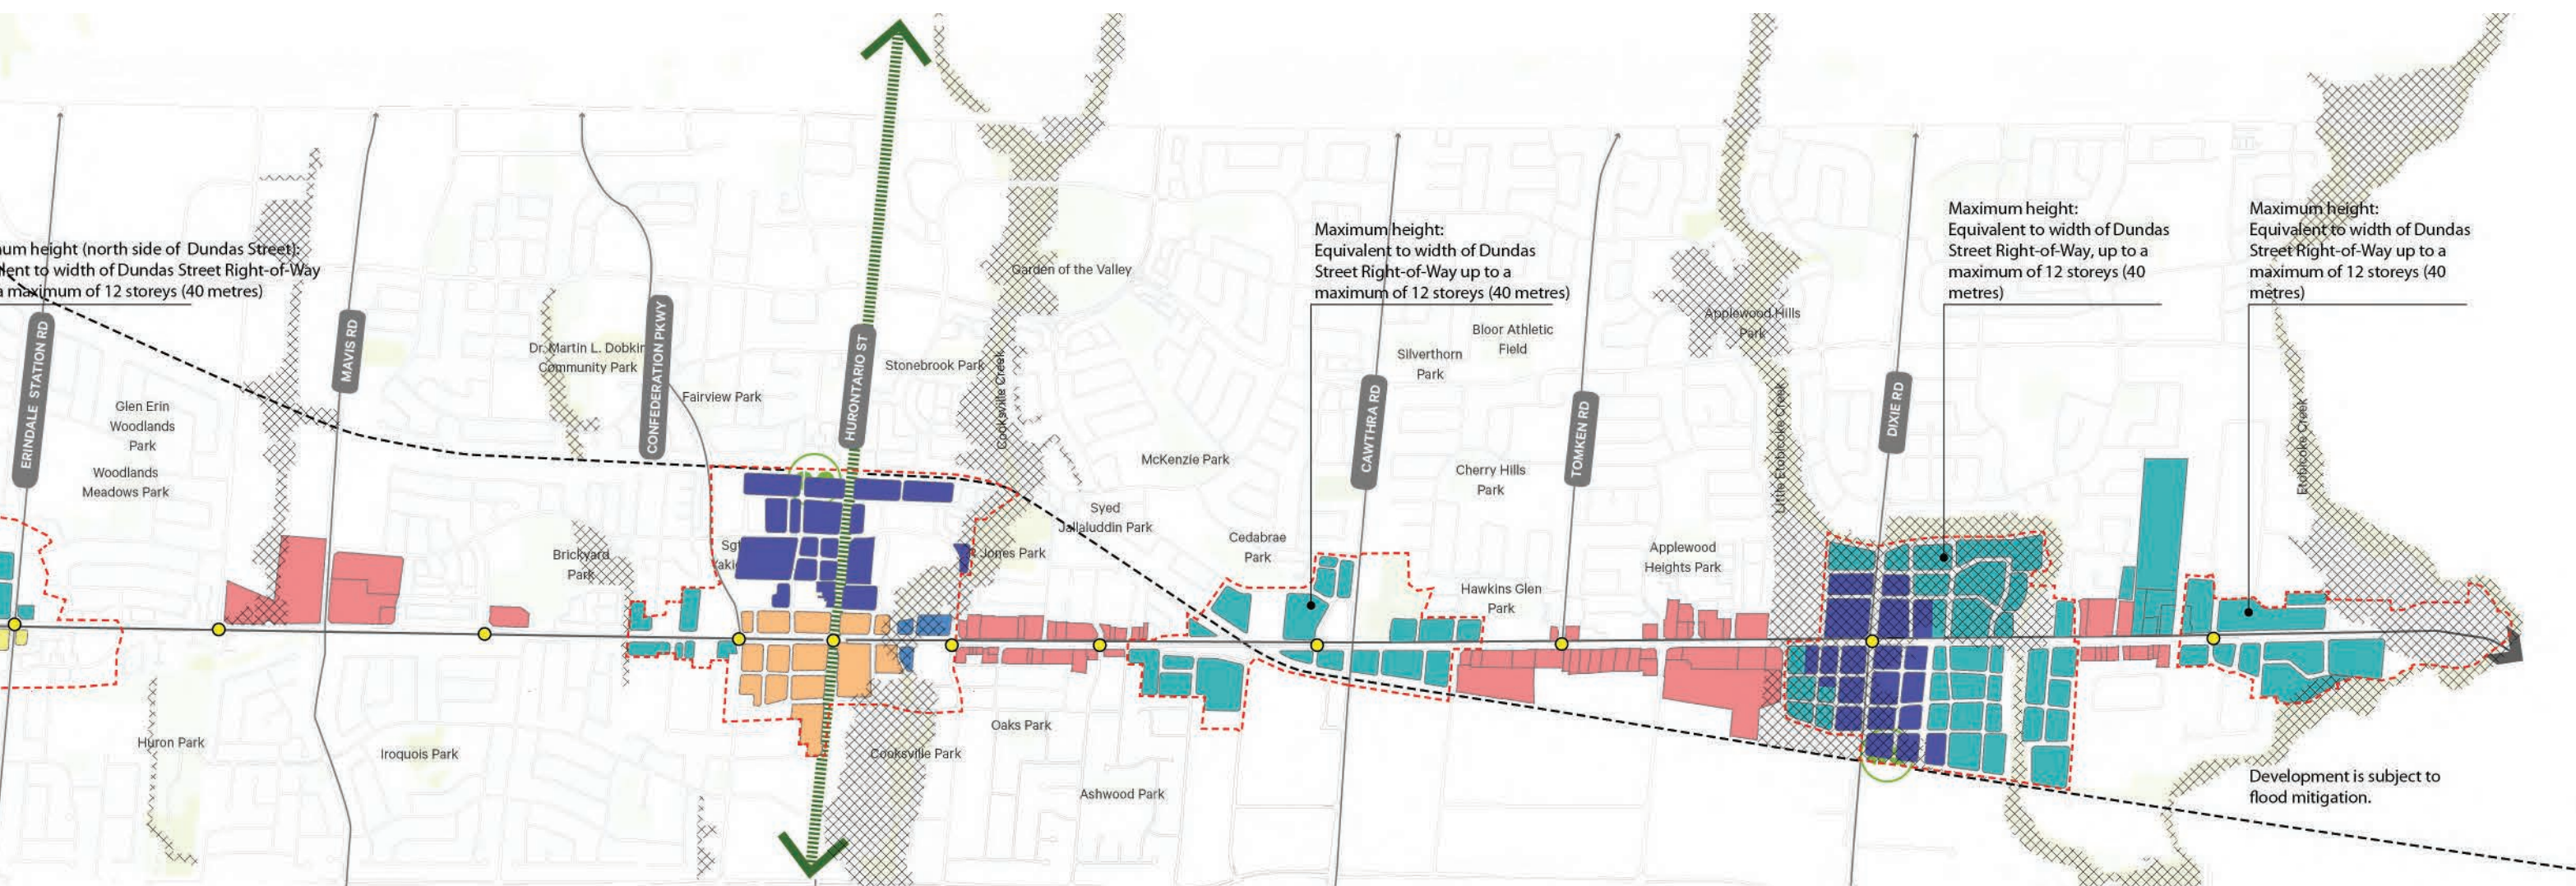 um height (north side of Dundas Street):
lent to width of Dundas Street Right-of-Way
a maximum of 12 storeys (40 metres)
ERINDALE STATION RD
MAVIS RD
CONFEDERATION PKWY
HURONTARIO ST
CAWTHRA RD
TOMKEN RD
DIXIE RD
Maximum height:
Equivalent to width of Dundas
Street Right-of-Way up to a
maximum of 12 storeys (40 metres)
Maximum height:
Equivalent to width of Dundas
Street Right-of-Way, up to a
maximum of 12 storeys (40
metres)
Maximum height:
Equivalent to width of Dundas
Street Right-of-Way up to a
maximum of 12 storeys (40
metres)
Garden of the Valley
Dr. Martin L. Dobkin
Community Park
Fairview Park
Stonebrook Park
Cooksville Creek
Glen Erin
Woodlands
Park
Woodlands
Meadows Park
McKenzie Park
Syed
Jallaluddin Park
Bloor Athletic
Field
Silverthorn
Park
Cherry Hills
Park
Applewood Hills
Park
Little Etobicoke Creek
Etobicoke Creek
Brickyard
Park
Sgt
Jones Park
Cedabrae
Park
Hawkins Glen
Park
Applewood
Heights Park
Huron Park
Iroquois Park
Cooksville Park
Oaks Park
Ashwood Park
Development is subject to
flood mitigation.